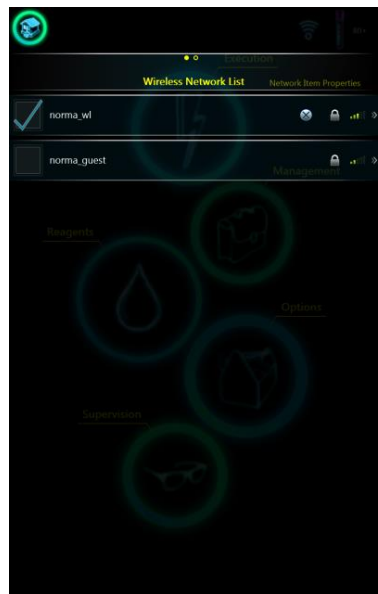 Execution
Wireless Network List
Network Item Properties
norma_wl
norma_guest
Management
Reagents
Options
Supervision